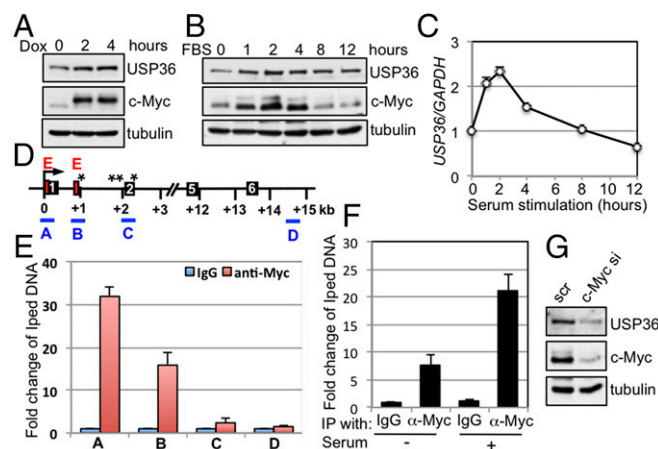 A
Dox 0 2 4 hours
USP36
c-Myc
tubulin
B
FBS 0 1 2 4 8 12 hours
USP36
c-Myc
tubulin
C
USP36/GAPDH
3
2
1
0
0 2 4 6 8 10 12
Serum stimulation (hours)
D
E E
* ** *
1 2 5 6
0 +1 +2 +3 +12 +13 +14 +15 kb
A B C D
E
IgG anti-Myc
Fold change of Iped DNA
40
30
20
10
0
A B C D
F
Fold change of Iped DNA
30
25
20
15
10
5
0
IP with: IgG α-Myc IgG α-Myc
Serum - +
G
scr c-Myc si
USP36
c-Myc
tubulin